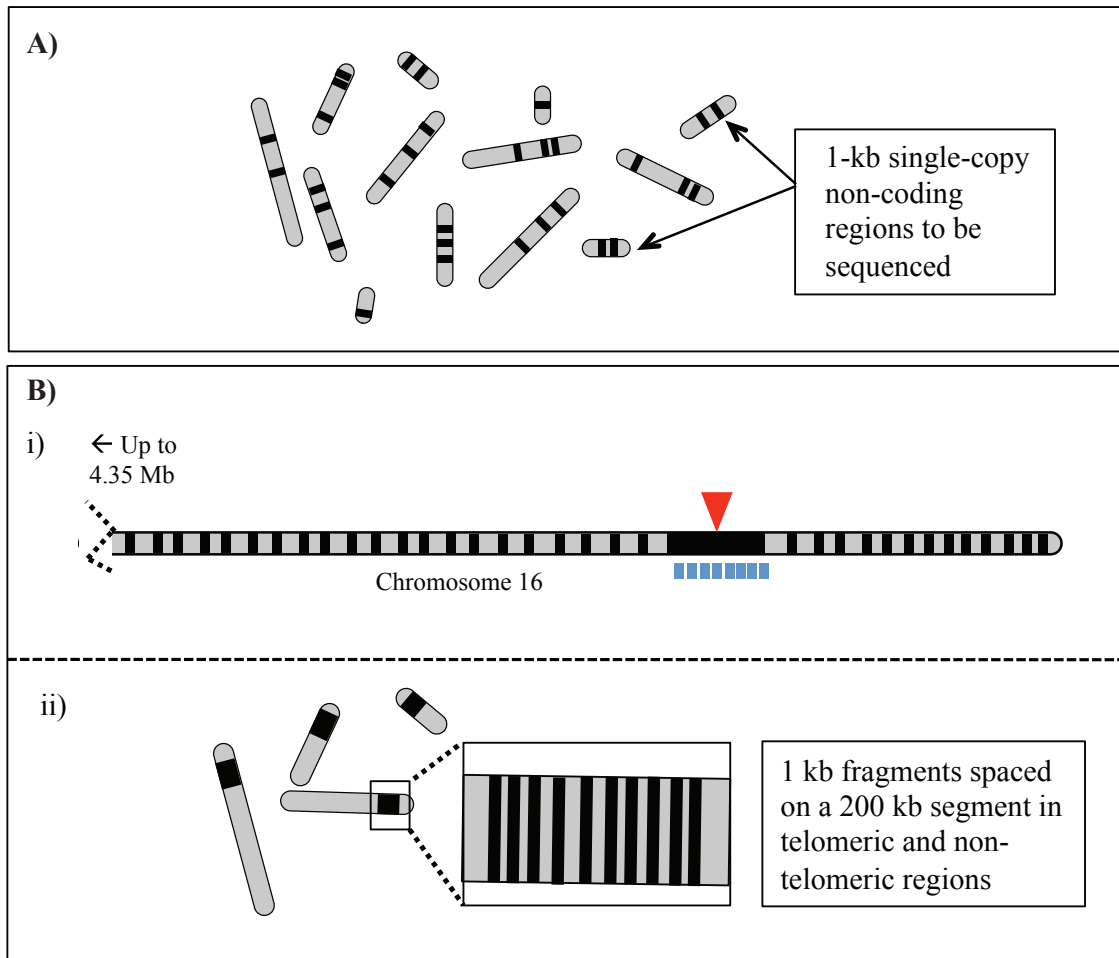 A)
1-kb single-copy
non-coding
regions to be
sequenced
B)
i)
← Up to
4.35 Mb
Chromosome 16
ii)
1 kb fragments spaced
on a 200 kb segment in
telomeric and non-
telomeric regions